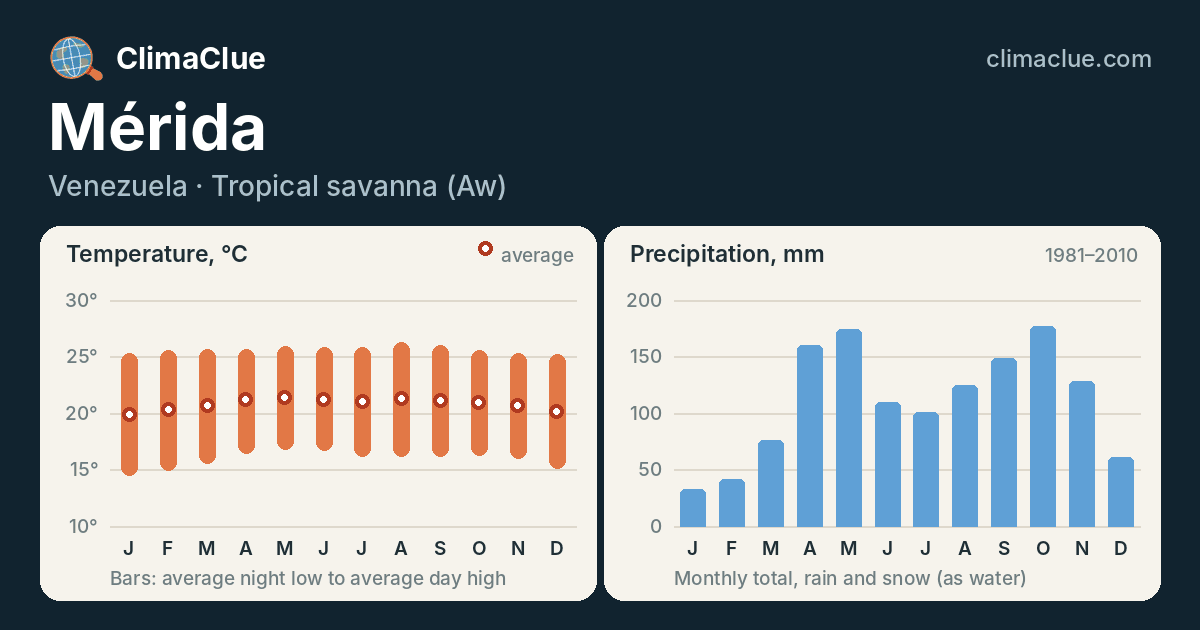 ClimaClue
climaclue.com
Mérida
Venezuela · Tropical savanna (Aw)
Temperature, °C
average
30°
25°
20°
15°
10°
J F M A M J J A S O N D
Bars: average night low to average day high
Precipitation, mm
1981–2010
200
150
100
50
0
J F M A M J J A S O N D
Monthly total, rain and snow (as water)